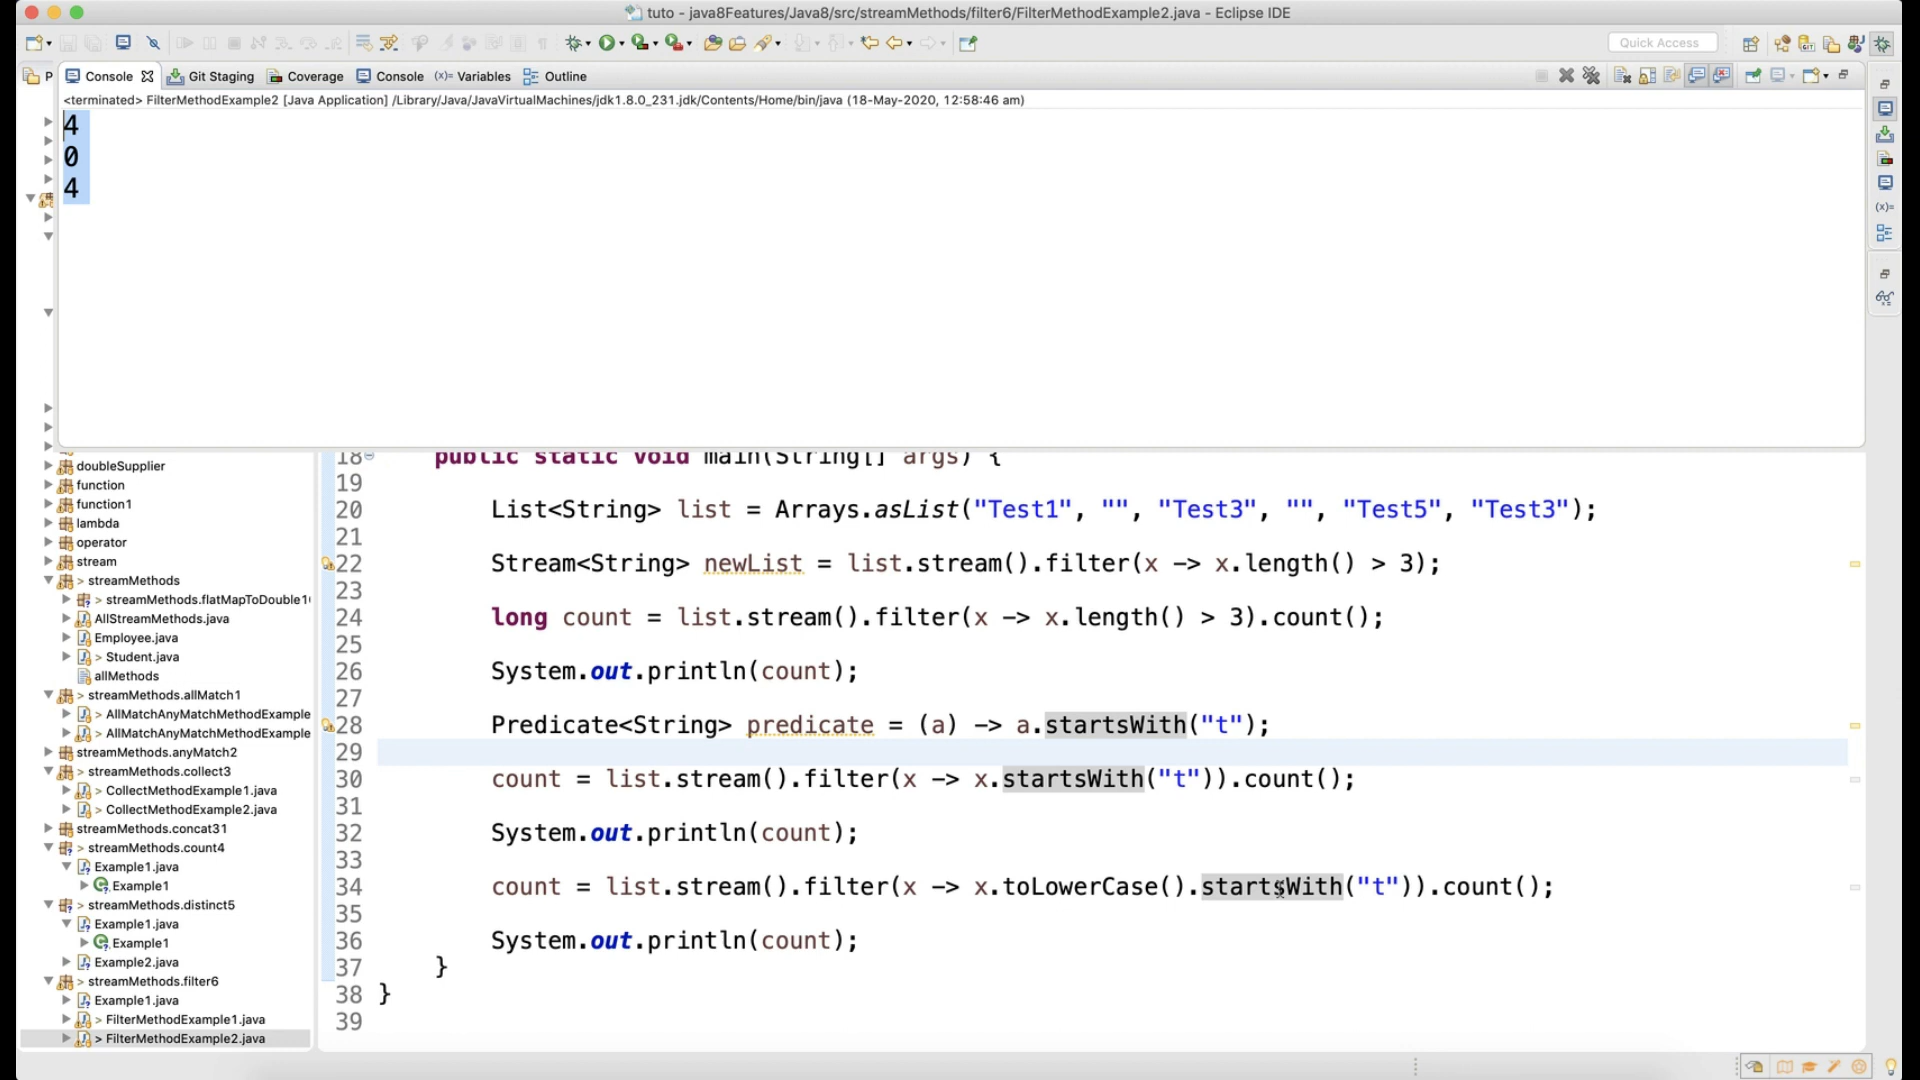 tuto - java8Features/Java8/src/streamMethods/filter6/FilterMethodExample2.java - Eclipse IDE
Quick Access
P
Console
Git Staging
Coverage
Console
(x)= Variables
Outline
<terminated> FilterMethodExample2 [Java Application] /Library/Java/JavaVirtualMachines/jdk1.8.0_231.jdk/Contents/Home/bin/java (18-May-2020, 12:58:46 am)
4
0
4
doubleSupplier
function
function1
lambda
operator
stream
> streamMethods
> streamMethods.flatMapToDouble1
AllStreamMethods.java
Employee.java
> Student.java
allMethods
> streamMethods.allMatch1
> AllMatchAnyMatchMethodExample
> AllMatchAnyMatchMethodExample
streamMethods.anyMatch2
> streamMethods.collect3
> CollectMethodExample1.java
> CollectMethodExample2.java
streamMethods.concat31
> streamMethods.count4
Example1.java
Example1
> streamMethods.distinct5
Example1.java
Example1
Example2.java
> streamMethods.filter6
Example1.java
> FilterMethodExample1.java
> FilterMethodExample2.java
18 public static void main(String[] args) {
19
20 List<String> list = Arrays.asList("Test1", "", "Test3", "", "Test5", "Test3");
21
22 Stream<String> newList = list.stream().filter(x -> x.length() > 3);
23
24 long count = list.stream().filter(x -> x.length() > 3).count();
25
26 System.out.println(count);
27
28 Predicate<String> predicate = (a) -> a.startsWith("t");
29
30 count = list.stream().filter(x -> x.startsWith("t")).count();
31
32 System.out.println(count);
33
34 count = list.stream().filter(x -> x.toLowerCase().startsWith("t")).count();
35
36 System.out.println(count);
37 }
38 }
39